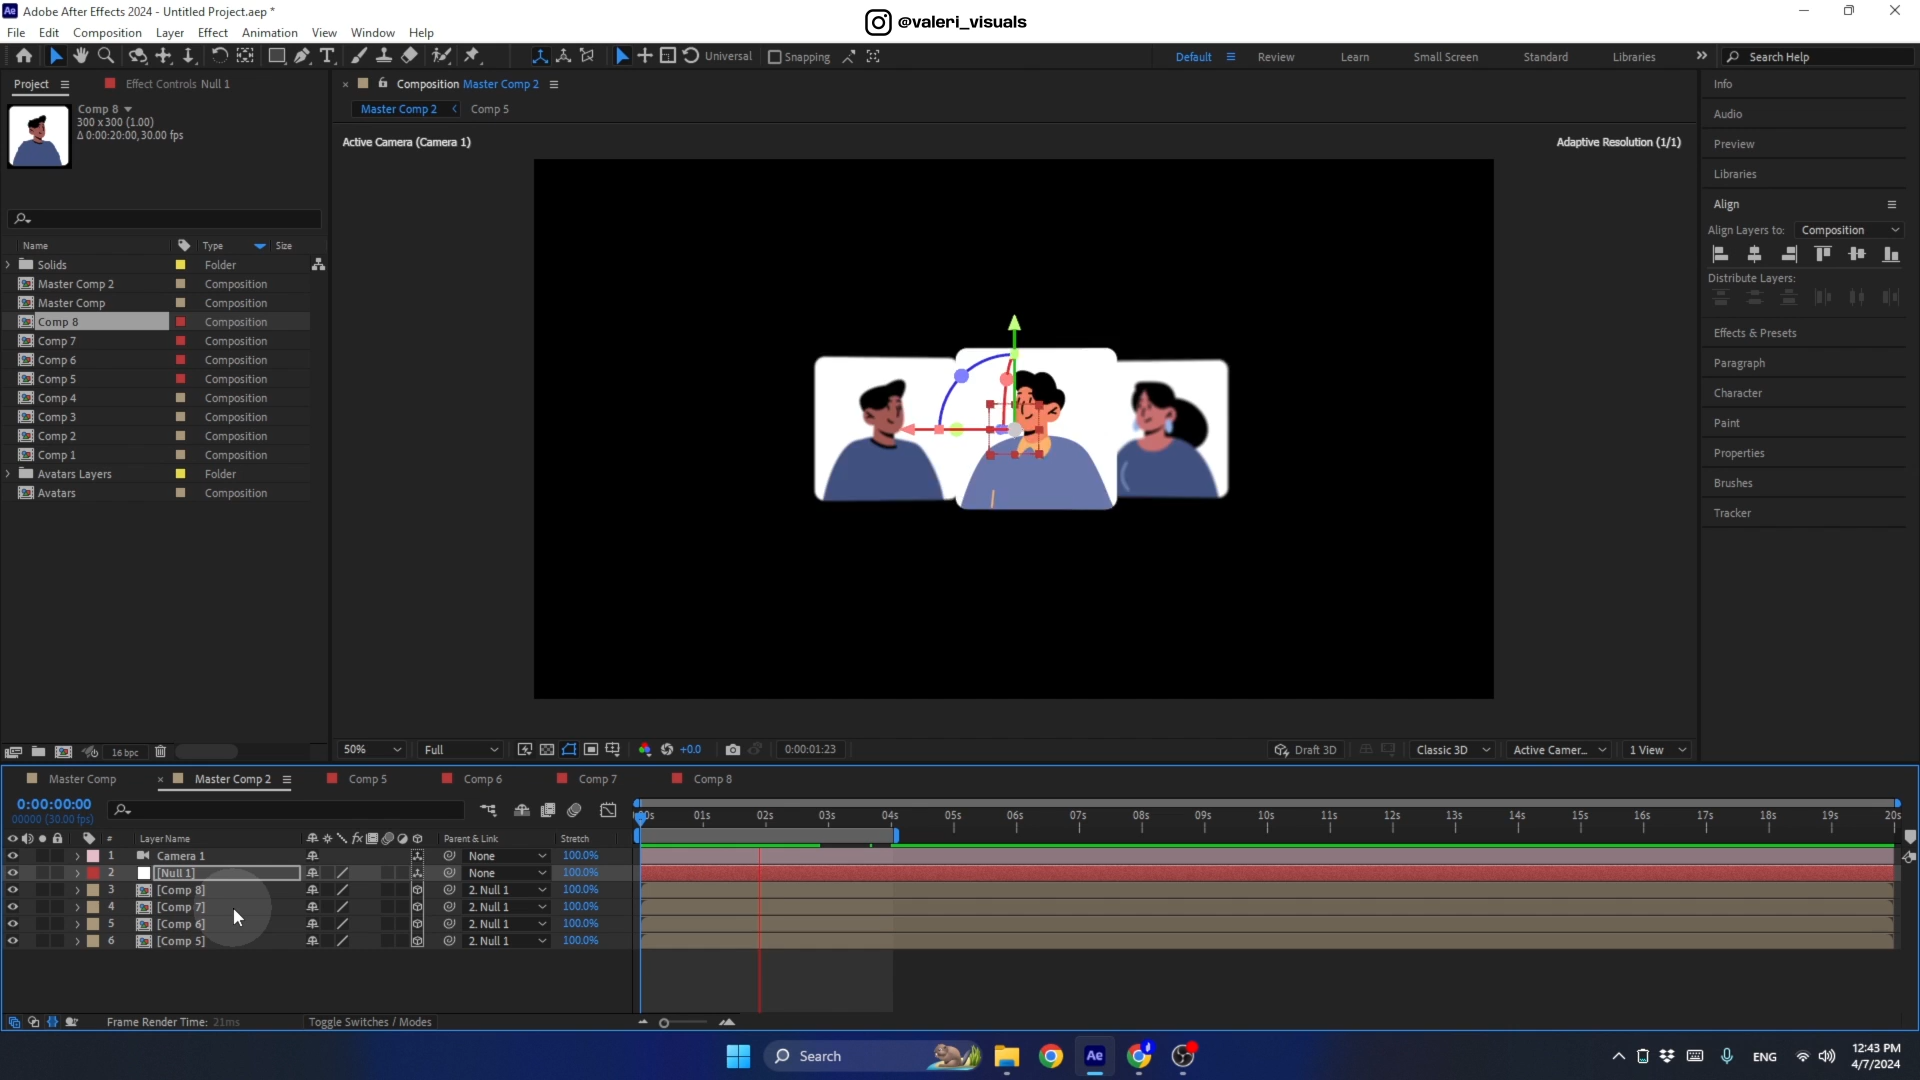 Adobe After Effects 2024 - Untitled Project.aep *
@valeri_visuals
File Edit Composition Layer Effect Animation View Window Help
Universal Snapping Default Review Learn Small Screen Standard Libraries Search Help
Project Effect Controls Null 1
Composition Master Comp 2
Comp 8
300 x 300 (1.00)
Δ 0:00:20:00, 30.00 fps
Master Comp 2 Comp 5
Active Camera (Camera 1) Adaptive Resolution (1/1)
Name Type Size
Solids Folder
Master Comp 2 Composition
Master Comp Composition
Comp 8 Composition
Comp 7 Composition
Comp 6 Composition
Comp 5 Composition
Comp 4 Composition
Comp 3 Composition
Comp 2 Composition
Comp 1 Composition
Avatars Layers Folder
Avatars Composition
Info
Audio
Preview
Libraries
Align
Align Layers to: Composition
Distribute Layers:
Effects & Presets
Paragraph
Character
Paint
Properties
Brushes
Tracker
16 bpc
50% Full +0.0 0:00:01:23 Draft 3D Classic 3D Active Camer... 1 View
Master Comp Master Comp 2 Comp 5 Comp 6 Comp 7 Comp 8
0:00:00:00
00000 (30.00 fps)
01s 02s 03s 04s 05s 06s 07s 08s 09s 10s 11s 12s 13s 14s 15s 16s 17s 18s 19s 20s
# Layer Name fx Parent & Link Stretch
1 Camera 1 None 100.0%
2 [Null 1] None 100.0%
3 [Comp 8] 2. Null 1 100.0%
4 [Comp 7] 2. Null 1 100.0%
5 [Comp 6] 2. Null 1 100.0%
6 [Comp 5] 2. Null 1 100.0%
Frame Render Time: 21ms Toggle Switches / Modes
Search
Ae
ENG
12:43 PM
4/7/2024